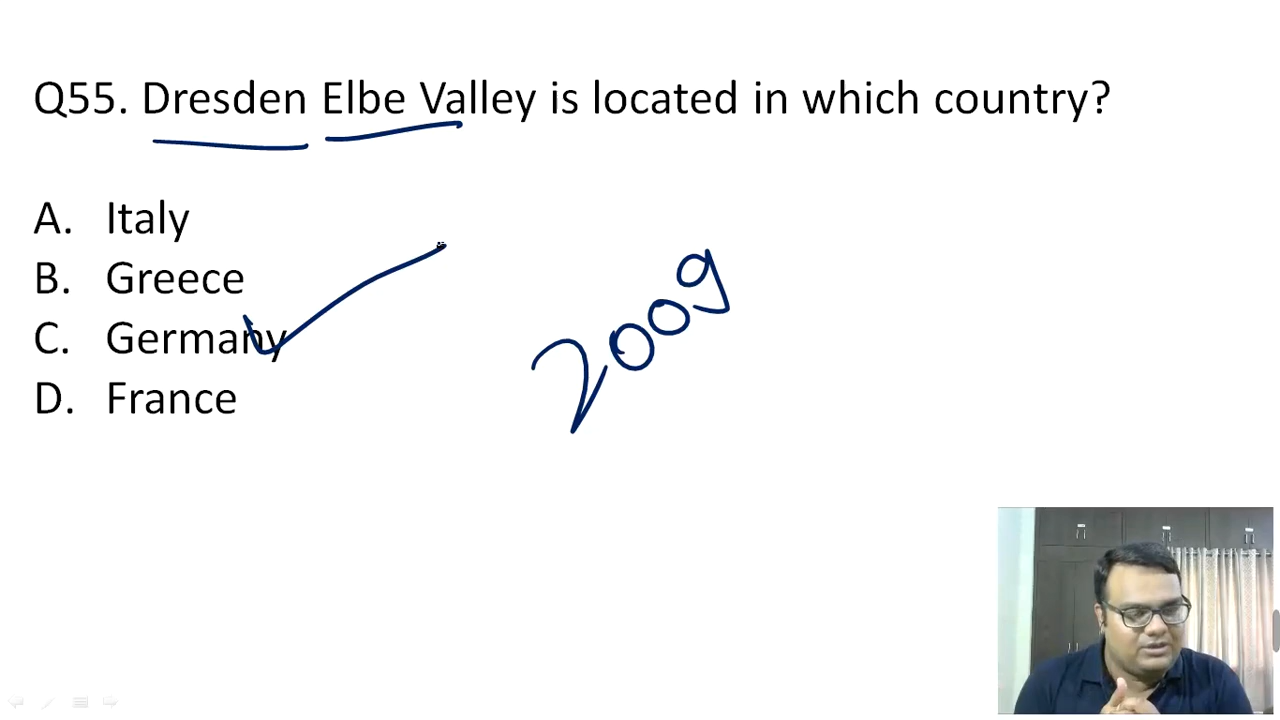 Q55. Dresden Elbe Valley is located in which country?
A. Italy
B. Greece
C. Germany
D. France
2009